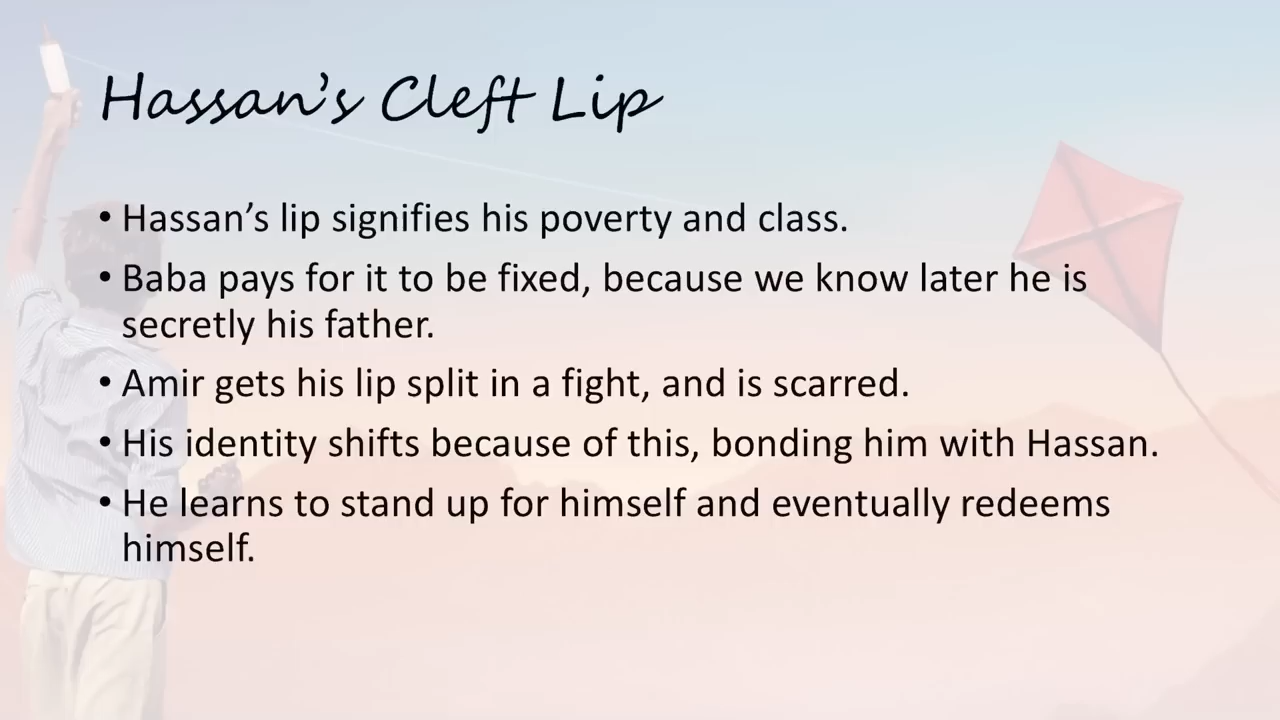 Hassan’s Cleft Lip
• Hassan’s lip signifies his poverty and class.
• Baba pays for it to be fixed, because we know later he is
secretly his father.
• Amir gets his lip split in a fight, and is scarred.
• His identity shifts because of this, bonding him with Hassan.
• He learns to stand up for himself and eventually redeems
himself.